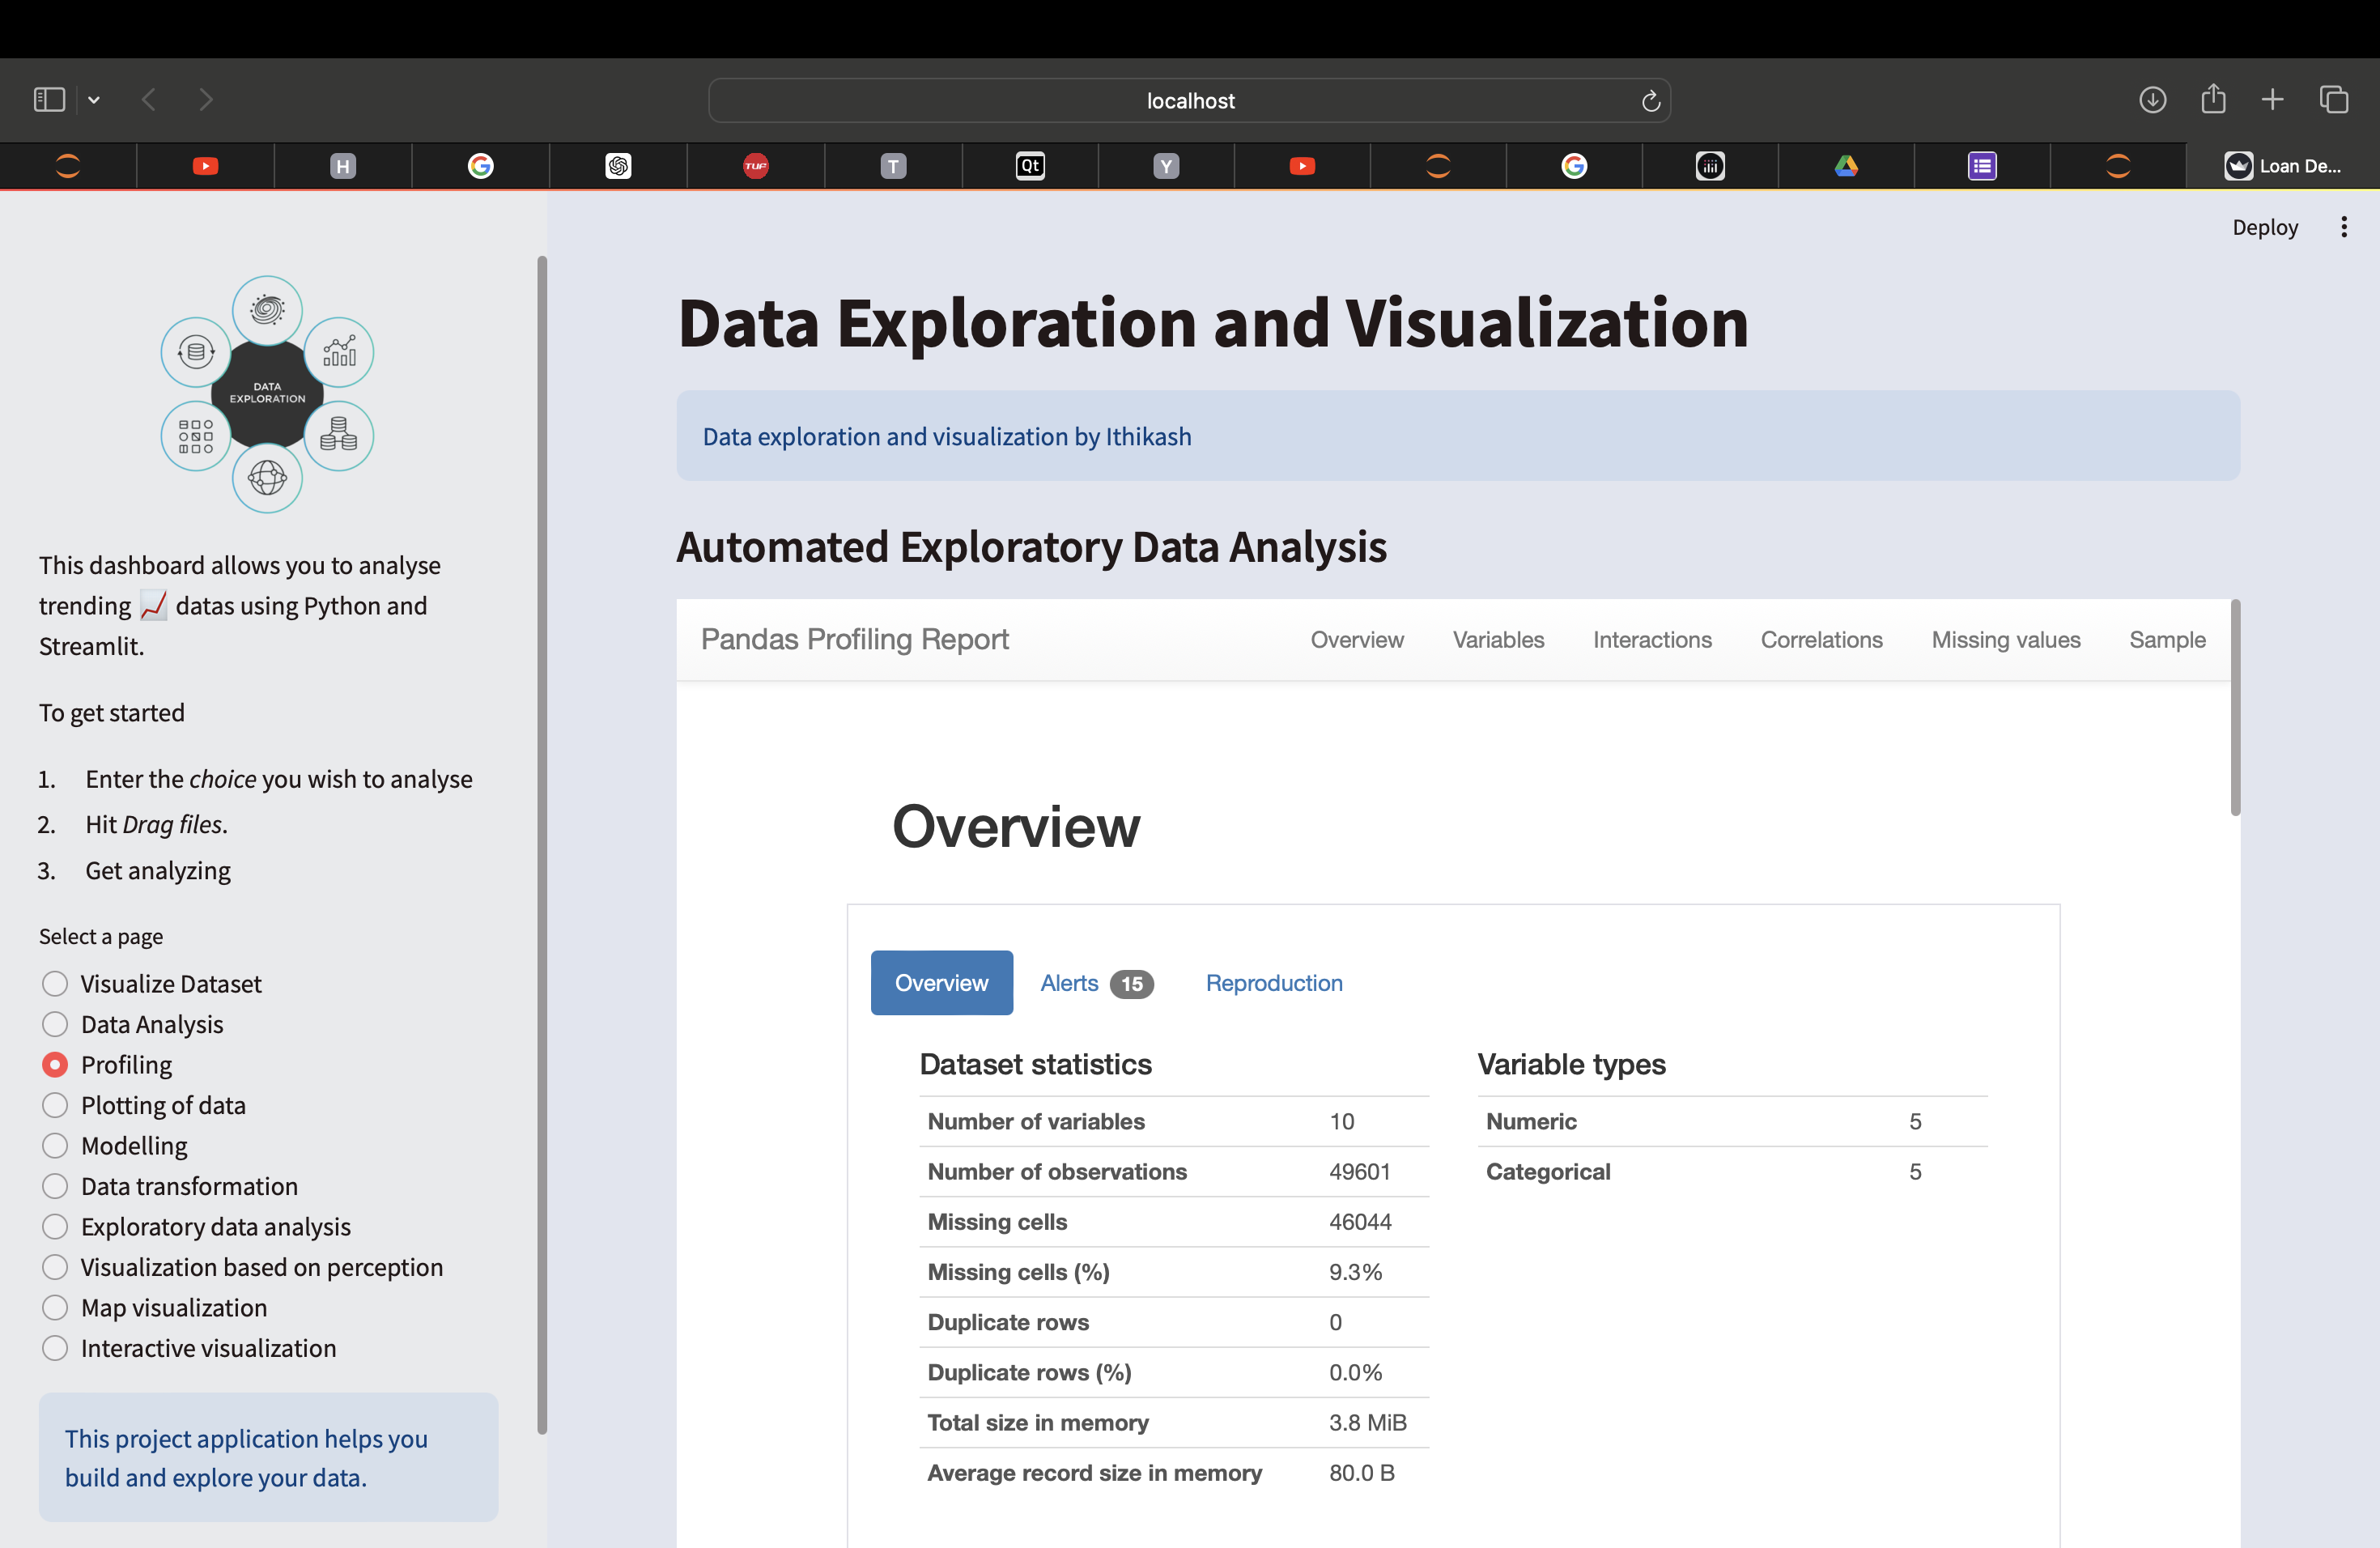 localhost
H
TUP
T
Qt
Y
Loan De...
Deploy
DATA
EXPLORATION
This dashboard allows you to analyse
trending 📈 datas using Python and
Streamlit.
To get started
1. Enter the choice you wish to analyse
2. Hit Drag files.
3. Get analyzing
Select a page
Visualize Dataset
Data Analysis
Profiling
Plotting of data
Modelling
Data transformation
Exploratory data analysis
Visualization based on perception
Map visualization
Interactive visualization
This project application helps you
build and explore your data.
Data Exploration and Visualization
Data exploration and visualization by Ithikash
Automated Exploratory Data Analysis
Pandas Profiling Report Overview Variables Interactions Correlations Missing values Sample
Overview
Overview Alerts 15 Reproduction
Dataset statistics
Number of variables 10
Number of observations 49601
Missing cells 46044
Missing cells (%) 9.3%
Duplicate rows 0
Duplicate rows (%) 0.0%
Total size in memory 3.8 MiB
Average record size in memory 80.0 B
Variable types
Numeric 5
Categorical 5